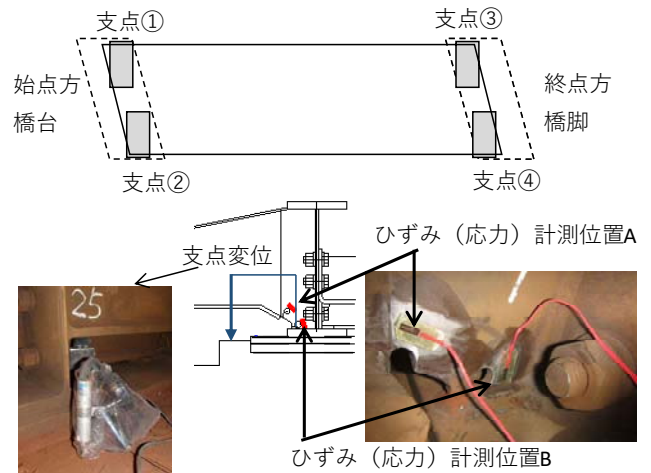 支点①
支点③
始点方
橋台
終点方
橋脚
支点②
支点④
ひずみ（応力）計測位置A
支点変位
25
ひずみ（応力）計測位置B